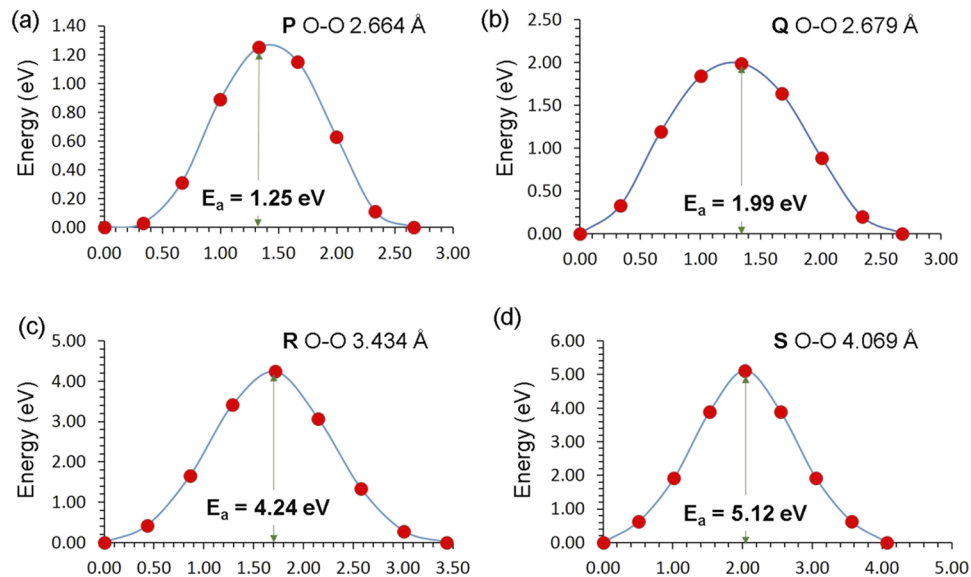 (a) P O-O 2.664 Å
1.40
1.20
1.00
0.80
0.60
0.40
0.20
0.00
Energy (eV)
Ea = 1.25 eV
0.00 0.50 1.00 1.50 2.00 2.50 3.00
(b) Q O-O 2.679 Å
2.50
2.00
1.50
1.00
0.50
0.00
Energy (eV)
Ea = 1.99 eV
0.00 0.50 1.00 1.50 2.00 2.50 3.00
(c) R O-O 3.434 Å
5.00
4.00
3.00
2.00
1.00
0.00
Energy (eV)
Ea = 4.24 eV
0.00 0.50 1.00 1.50 2.00 2.50 3.00 3.50
(d) S O-O 4.069 Å
6.00
5.00
4.00
3.00
2.00
1.00
0.00
Energy (eV)
Ea = 5.12 eV
0.00 1.00 2.00 3.00 4.00 5.00